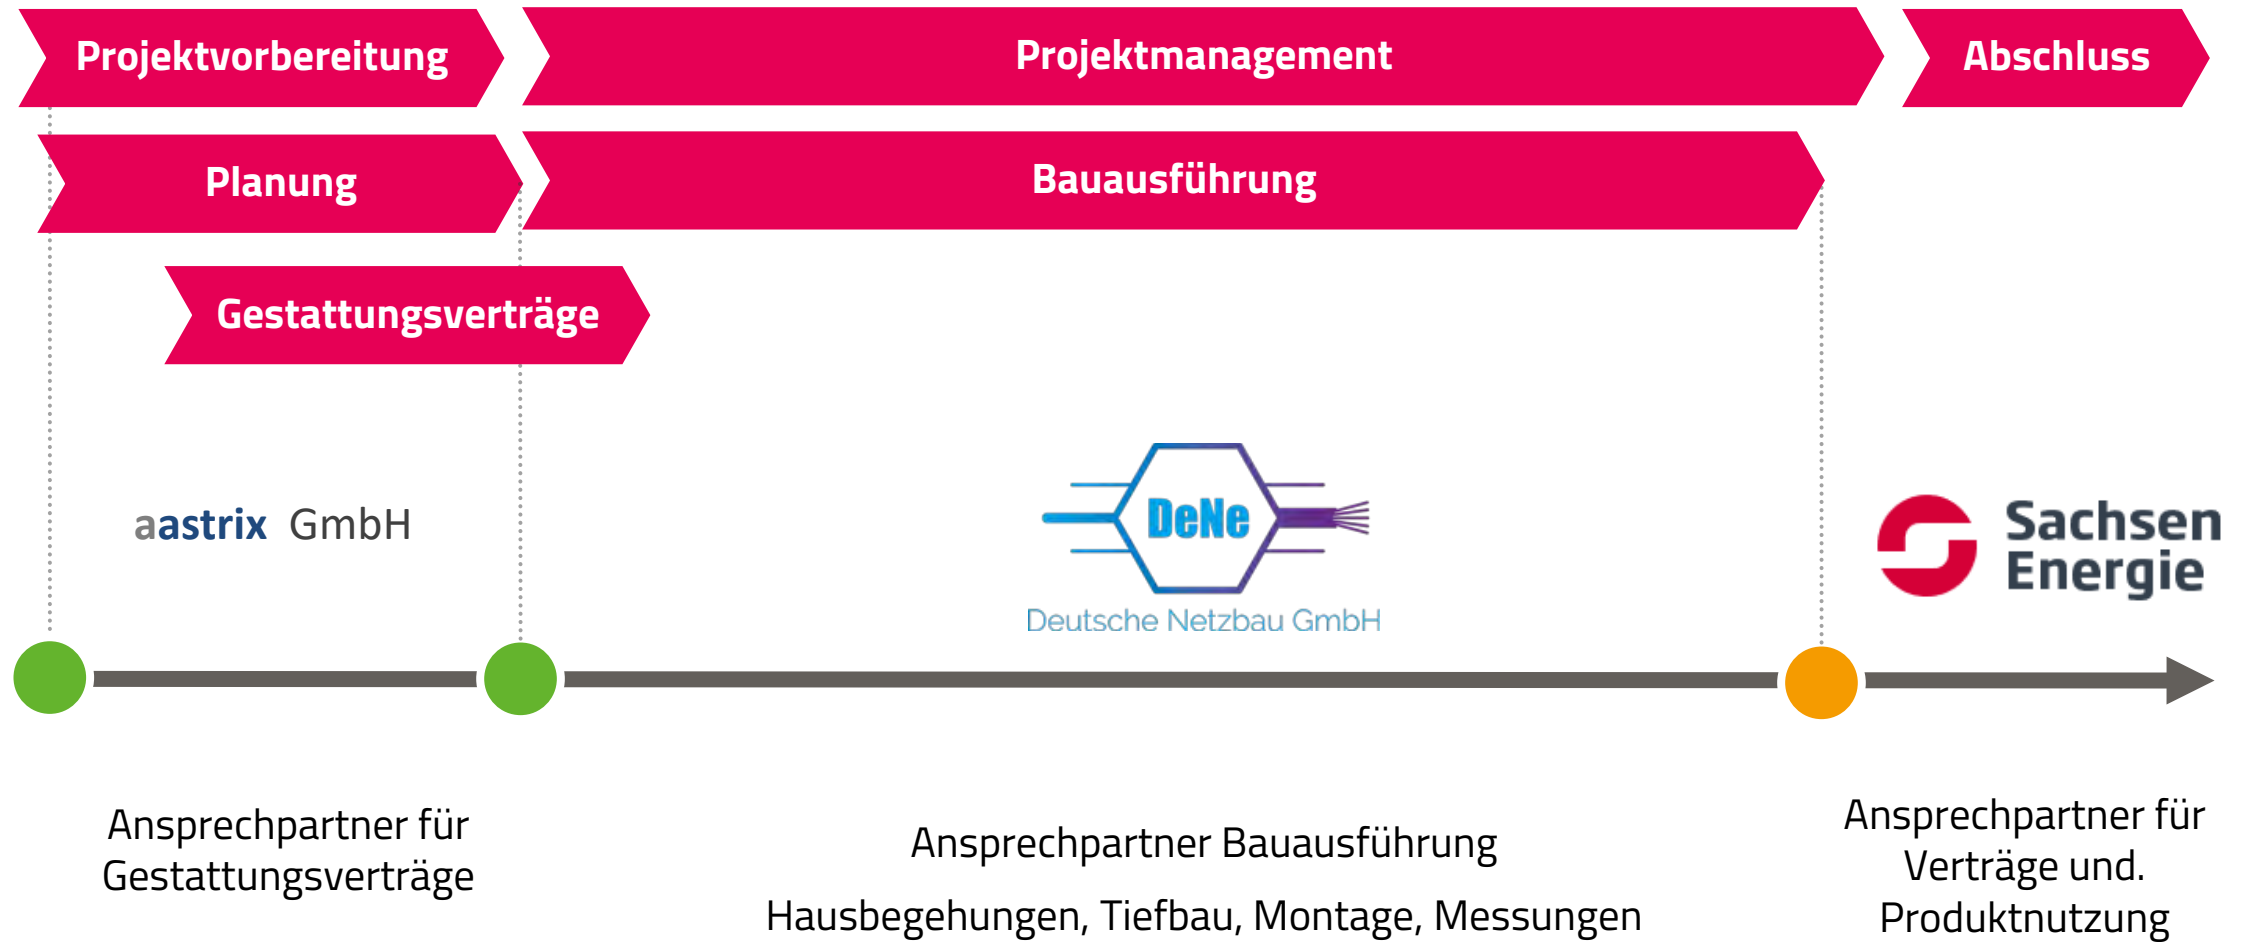 Projektvorbereitung
Projektmanagement
Abschluss
Planung
Bauausführung
Gestattungsverträge
aastrix GmbH
DeNe
Deutsche Netzbau GmbH
Sachsen
Energie
Ansprechpartner für
Gestattungsverträge
Ansprechpartner Bauausführung
Hausbegehungen, Tiefbau, Montage, Messungen
Ansprechpartner für
Verträge und.
Produktnutzung